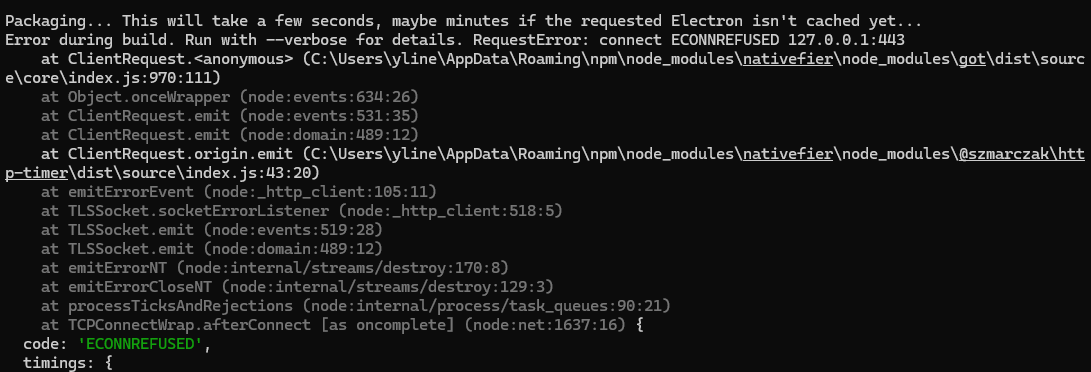 Packaging... This will take a few seconds, maybe minutes if the requested Electron isn't cached yet...
Error during build. Run with --verbose for details. RequestError: connect ECONNREFUSED 127.0.0.1:443
    at ClientRequest.<anonymous> (C:\Users\yline\AppData\Roaming\npm\node_modules\nativefier\node_modules\got\dist\sourc
e\core\index.js:970:111)
    at Object.onceWrapper (node:events:634:26)
    at ClientRequest.emit (node:events:531:35)
    at ClientRequest.emit (node:domain:489:12)
    at ClientRequest.origin.emit (C:\Users\yline\AppData\Roaming\npm\node_modules\nativefier\node_modules\@szmarczak\htt
p-timer\dist\source\index.js:43:20)
    at emitErrorEvent (node:_http_client:105:11)
    at TLSSocket.socketErrorListener (node:_http_client:518:5)
    at TLSSocket.emit (node:events:519:28)
    at TLSSocket.emit (node:domain:489:12)
    at emitErrorNT (node:internal/streams/destroy:170:8)
    at emitErrorCloseNT (node:internal/streams/destroy:129:3)
    at processTicksAndRejections (node:internal/process/task_queues:90:21)
    at TCPConnectWrap.afterConnect [as oncomplete] (node:net:1637:16) {
  code: 'ECONNREFUSED',
  timings: {